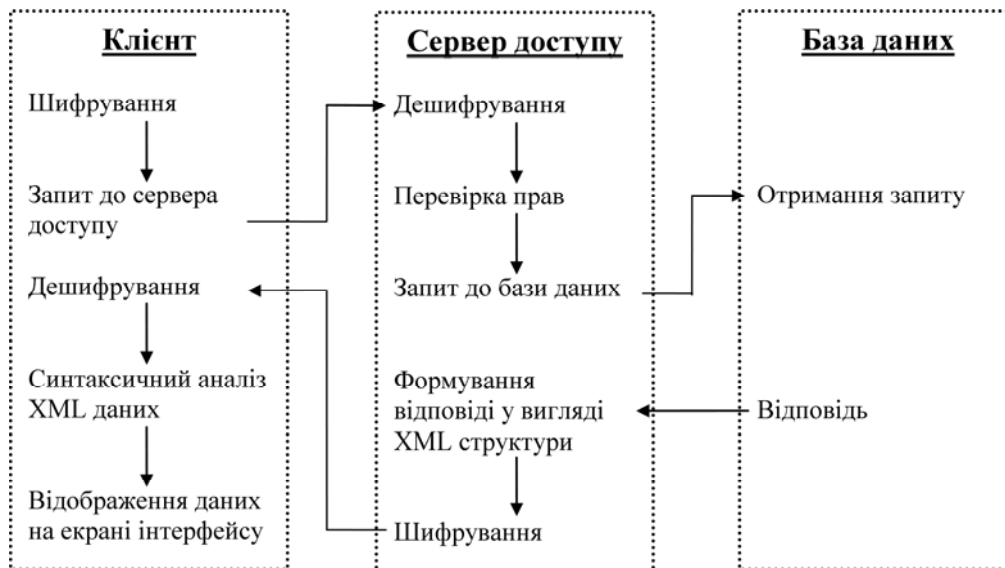 Клієнт
Шифрування
Запит до сервера
доступу
Дешифрування
Синтаксичний аналіз
XML даних
Відображення даних
на екрані інтерфейсу
Сервер доступу
Дешифрування
Перевірка прав
Запит до бази даних
Формування
відповіді у вигляді
XML структури
Шифрування
База даних
Отримання запиту
Відповідь